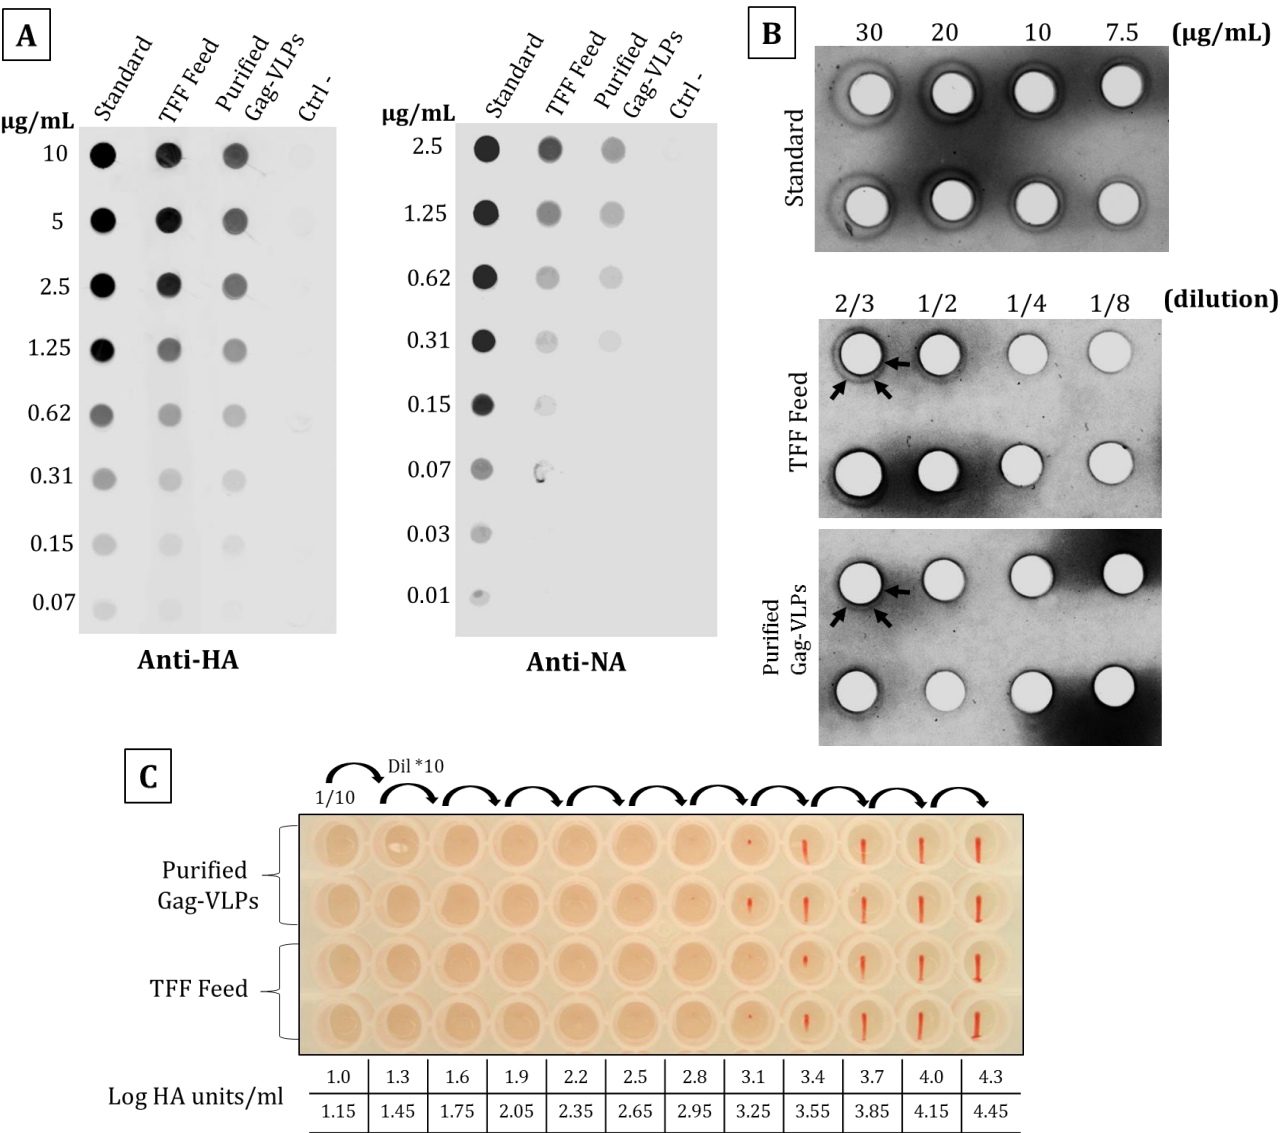 A
Standard
TFF Feed
Purified
Gag-VLPs
Ctrl -
µg/mL
10
5
2.5
1.25
0.62
0.31
0.15
0.07
Anti-HA
Standard
TFF Feed
Purified
Gag-VLPs
Ctrl -
µg/mL
2.5
1.25
0.62
0.31
0.15
0.07
0.03
0.01
Anti-NA
B
30 20 10 7.5 (µg/mL)
Standard
2/3 1/2 1/4 1/8 (dilution)
TFF Feed
Purified
Gag-VLPs
C
Dil *10
1/10
Purified
Gag-VLPs
TFF Feed
Log HA units/ml
1.0 1.3 1.6 1.9 2.2 2.5 2.8 3.1 3.4 3.7 4.0 4.3
1.15 1.45 1.75 2.05 2.35 2.65 2.95 3.25 3.55 3.85 4.15 4.45